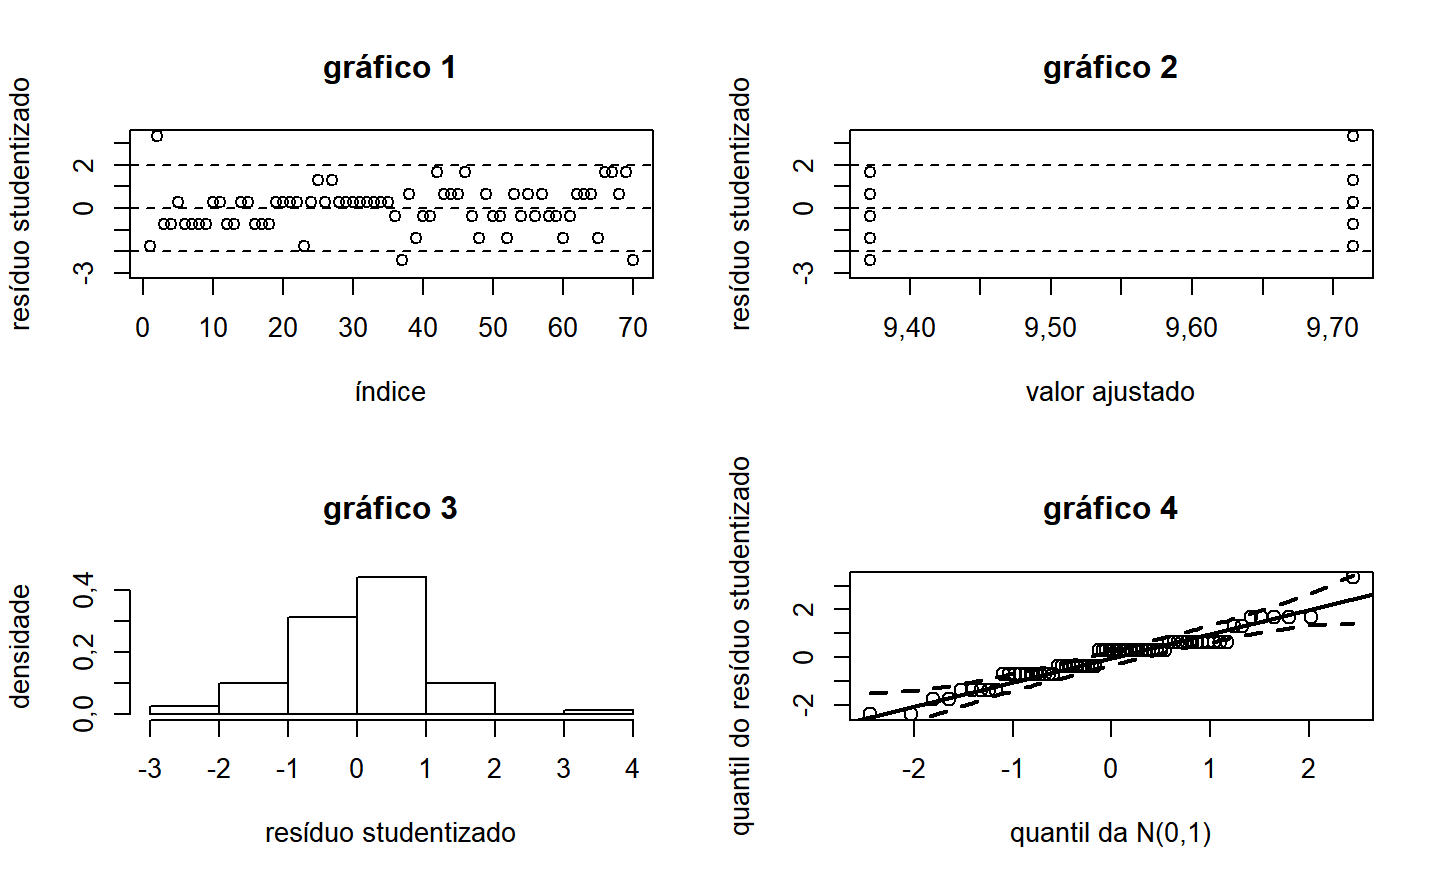 gráfico 1
resíduo studentizado
2
0
-3
0 10 20 30 40 50 60 70
índice
gráfico 2
resíduo studentizado
2
0
-3
9,40 9,50 9,60 9,70
valor ajustado
gráfico 3
densidade
0,4
0,2
0,0
-3 -2 -1 0 1 2 3 4
resíduo studentizado
gráfico 4
quantil do resíduo studentizado
2
0
-2
-2 -1 0 1 2
quantil da N(0,1)